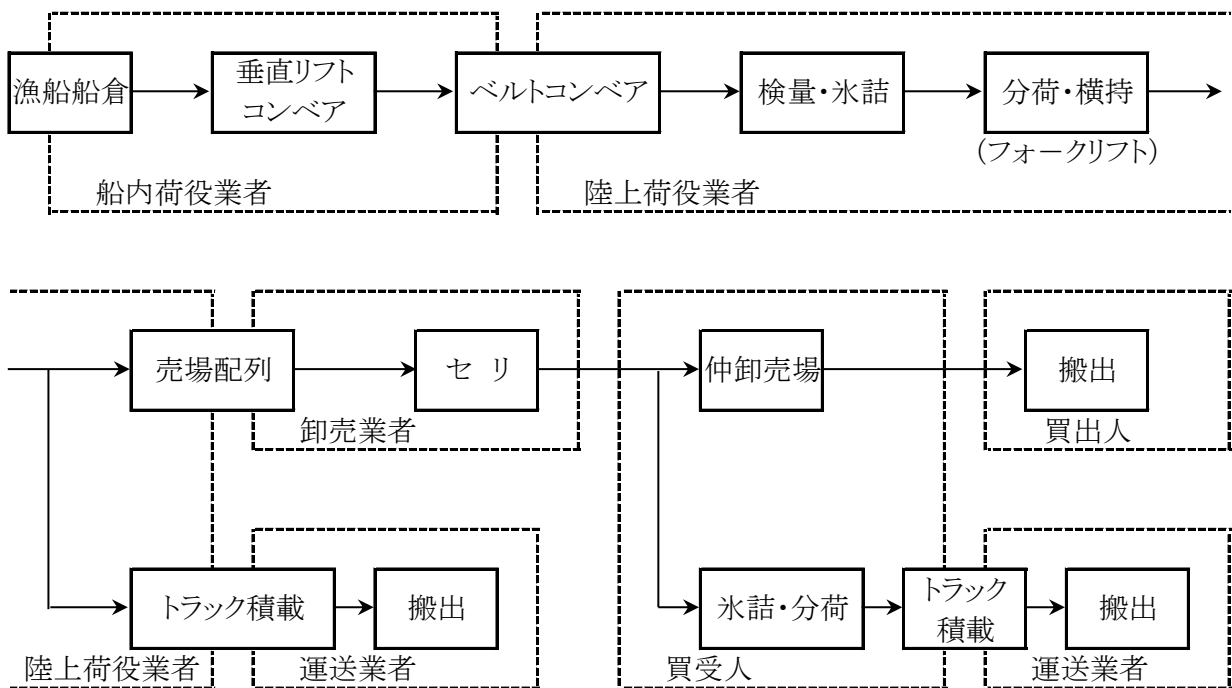 漁船船倉
垂直リフト
コンベア
ベルトコンベア
検量・氷詰
分荷・横持
(フォークリフト)
船内荷役業者
陸上荷役業者
売場配列
セ リ
仲卸売場
搬出
卸売業者
買出人
トラック積載
搬出
氷詰・分荷
トラック
積載
搬出
陸上荷役業者
運送業者
買受人
運送業者